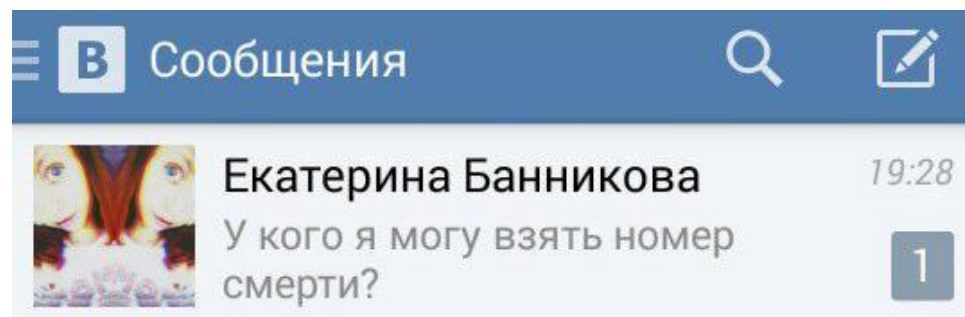 В Сообщения
Екатерина Банникова 19:28
У кого я могу взять номер
смерти? 1